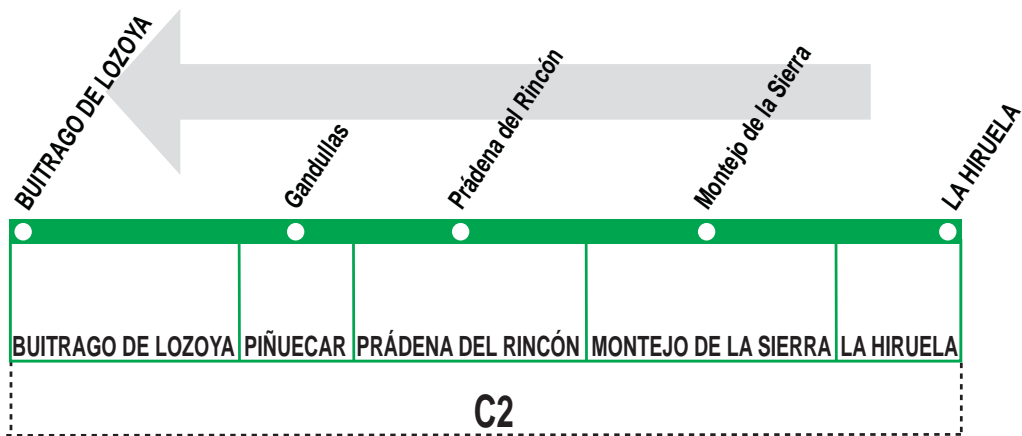 BUITRAGO DE LOZOYA
Gandullas
Prádena del Rincón
Montejo de la Sierra
LA HIRUELA
BUITRAGO DE LOZOYA
PIÑUECAR
PRÁDENA DEL RINCÓN
MONTEJO DE LA SIERRA
LA HIRUELA
C2